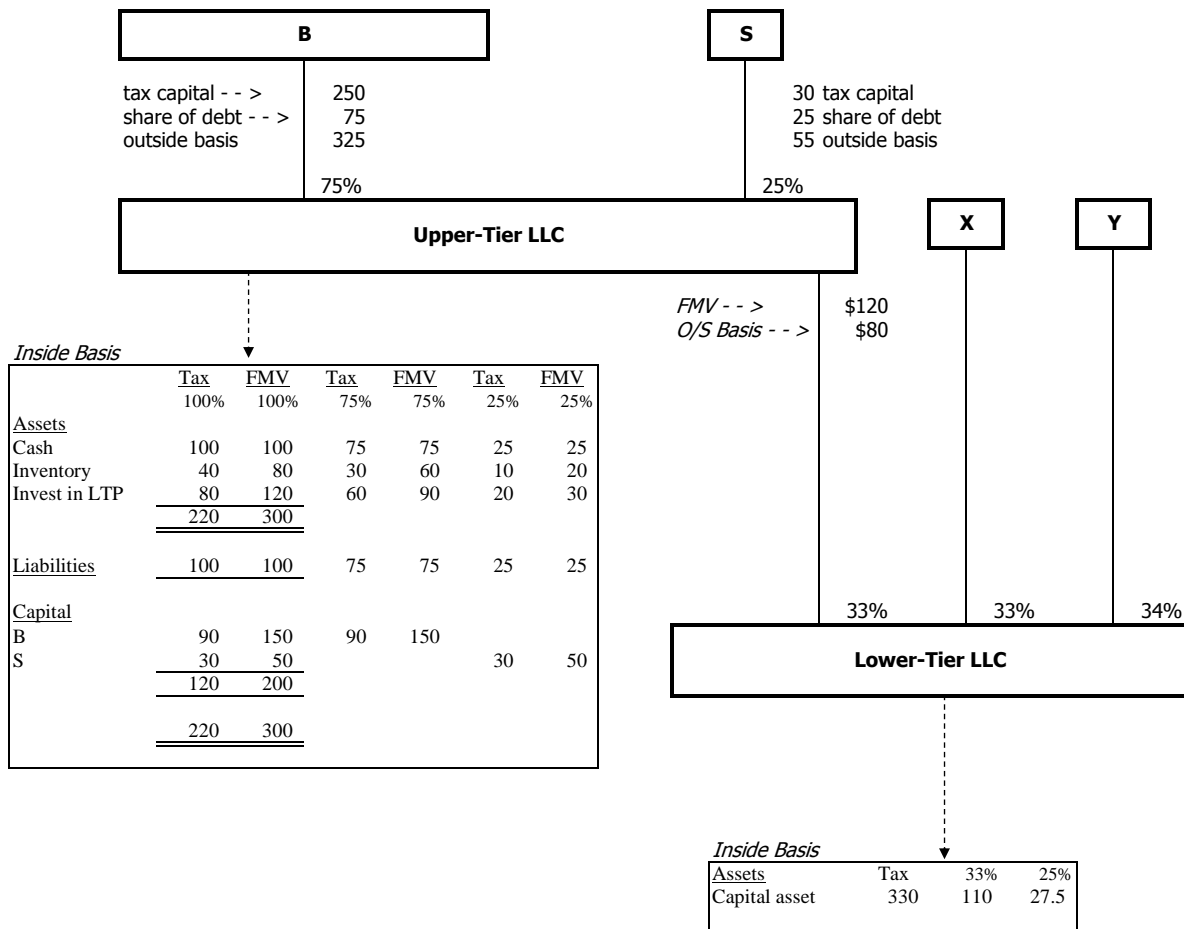 B S
tax capital - - > 250 30 tax capital
share of debt - - > 75 25 share of debt
outside basis 325 55 outside basis
75% 25%
Upper-Tier LLC X Y
FMV - - > $120
O/S Basis - - > $80
Inside Basis
Tax FMV Tax FMV Tax FMV
100% 100% 75% 75% 25% 25%
Assets
Cash 100 100 75 75 25 25
Inventory 40 80 30 60 10 20
Invest in LTP 80 120 60 90 20 30
220 300
Liabilities 100 100 75 75 25 25
Capital
B 90 150 90 150
S 30 50 30 50
120 200
220 300
33% 33% 34%
Lower-Tier LLC
Inside Basis
Assets Tax 33% 25%
Capital asset 330 110 27.5